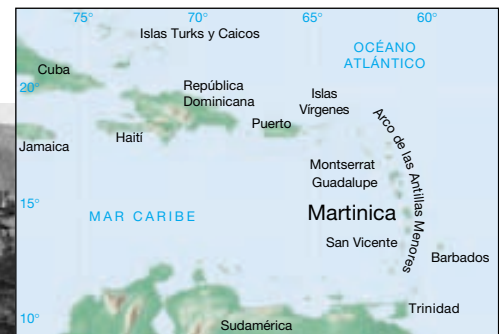 75°
70°
65°
60°
Islas Turks y Caicos
OCÉANO
ATLÁNTICO
Cuba
20°
República
Dominicana
Islas
Vírgenes
Puerto
Jamaica
Haití
Arco de las Antillas Menores
Montserrat
Guadalupe
15°
MAR CARIBE
Martinica
San Vicente
Barbados
10°
Trinidad
Sudamérica